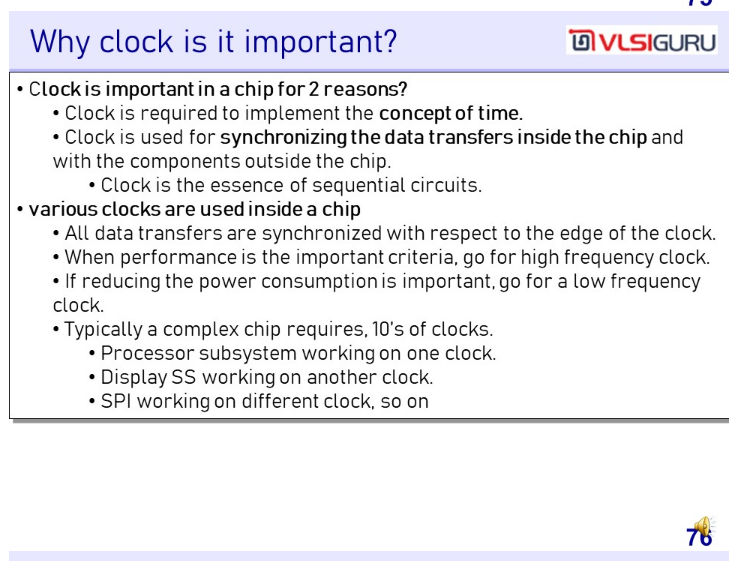 Why clock is it important?
VLSIGURU
• Clock is important in a chip for 2 reasons?
• Clock is required to implement the concept of time.
• Clock is used for synchronizing the data transfers inside the chip and
with the components outside the chip.
• Clock is the essence of sequential circuits.
• various clocks are used inside a chip
• All data transfers are synchronized with respect to the edge of the clock.
• When performance is the important criteria, go for high frequency clock.
• If reducing the power consumption is important, go for a low frequency
clock.
• Typically a complex chip requires, 10's of clocks.
• Processor subsystem working on one clock.
• Display SS working on another clock.
• SPI working on different clock, so on
76